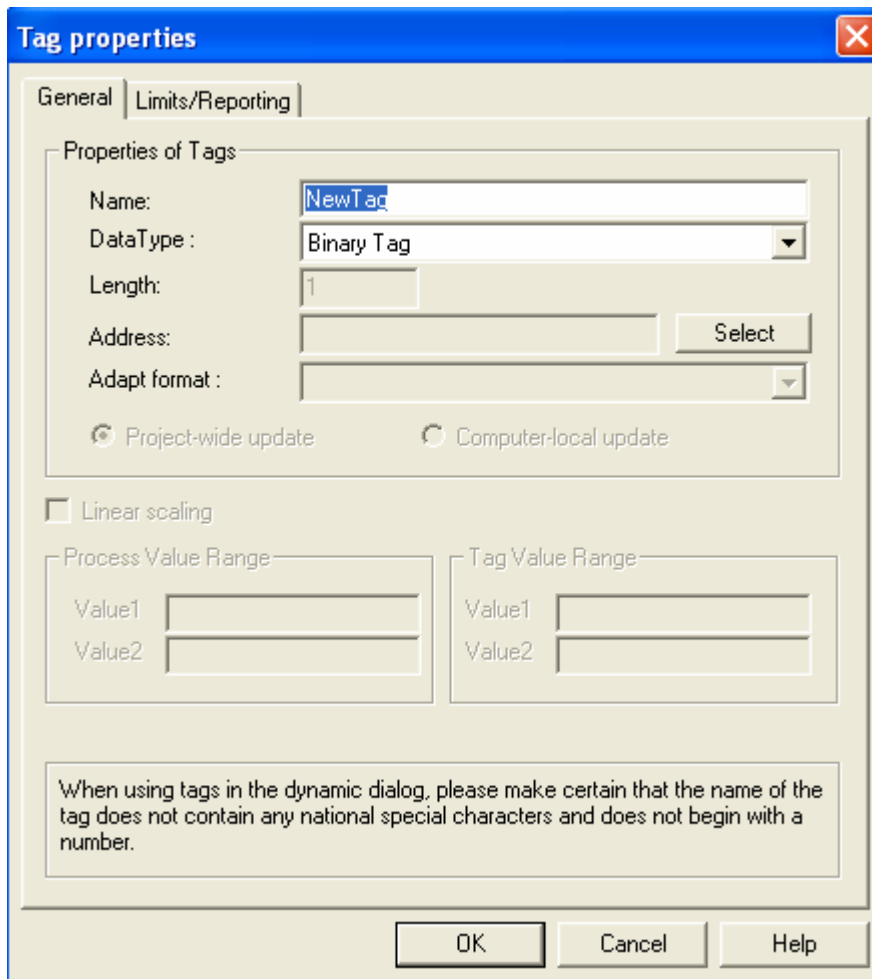 Tag properties
General Limits/Reporting
Properties of Tags
Name: NewTag
DataType : Binary Tag
Length: 1
Address: Select
Adapt format :
Project-wide update Computer-local update
Linear scaling
Process Value Range Tag Value Range
Value1 Value1
Value2 Value2
When using tags in the dynamic dialog, please make certain that the name of the
tag does not contain any national special characters and does not begin with a
number.
OK Cancel Help